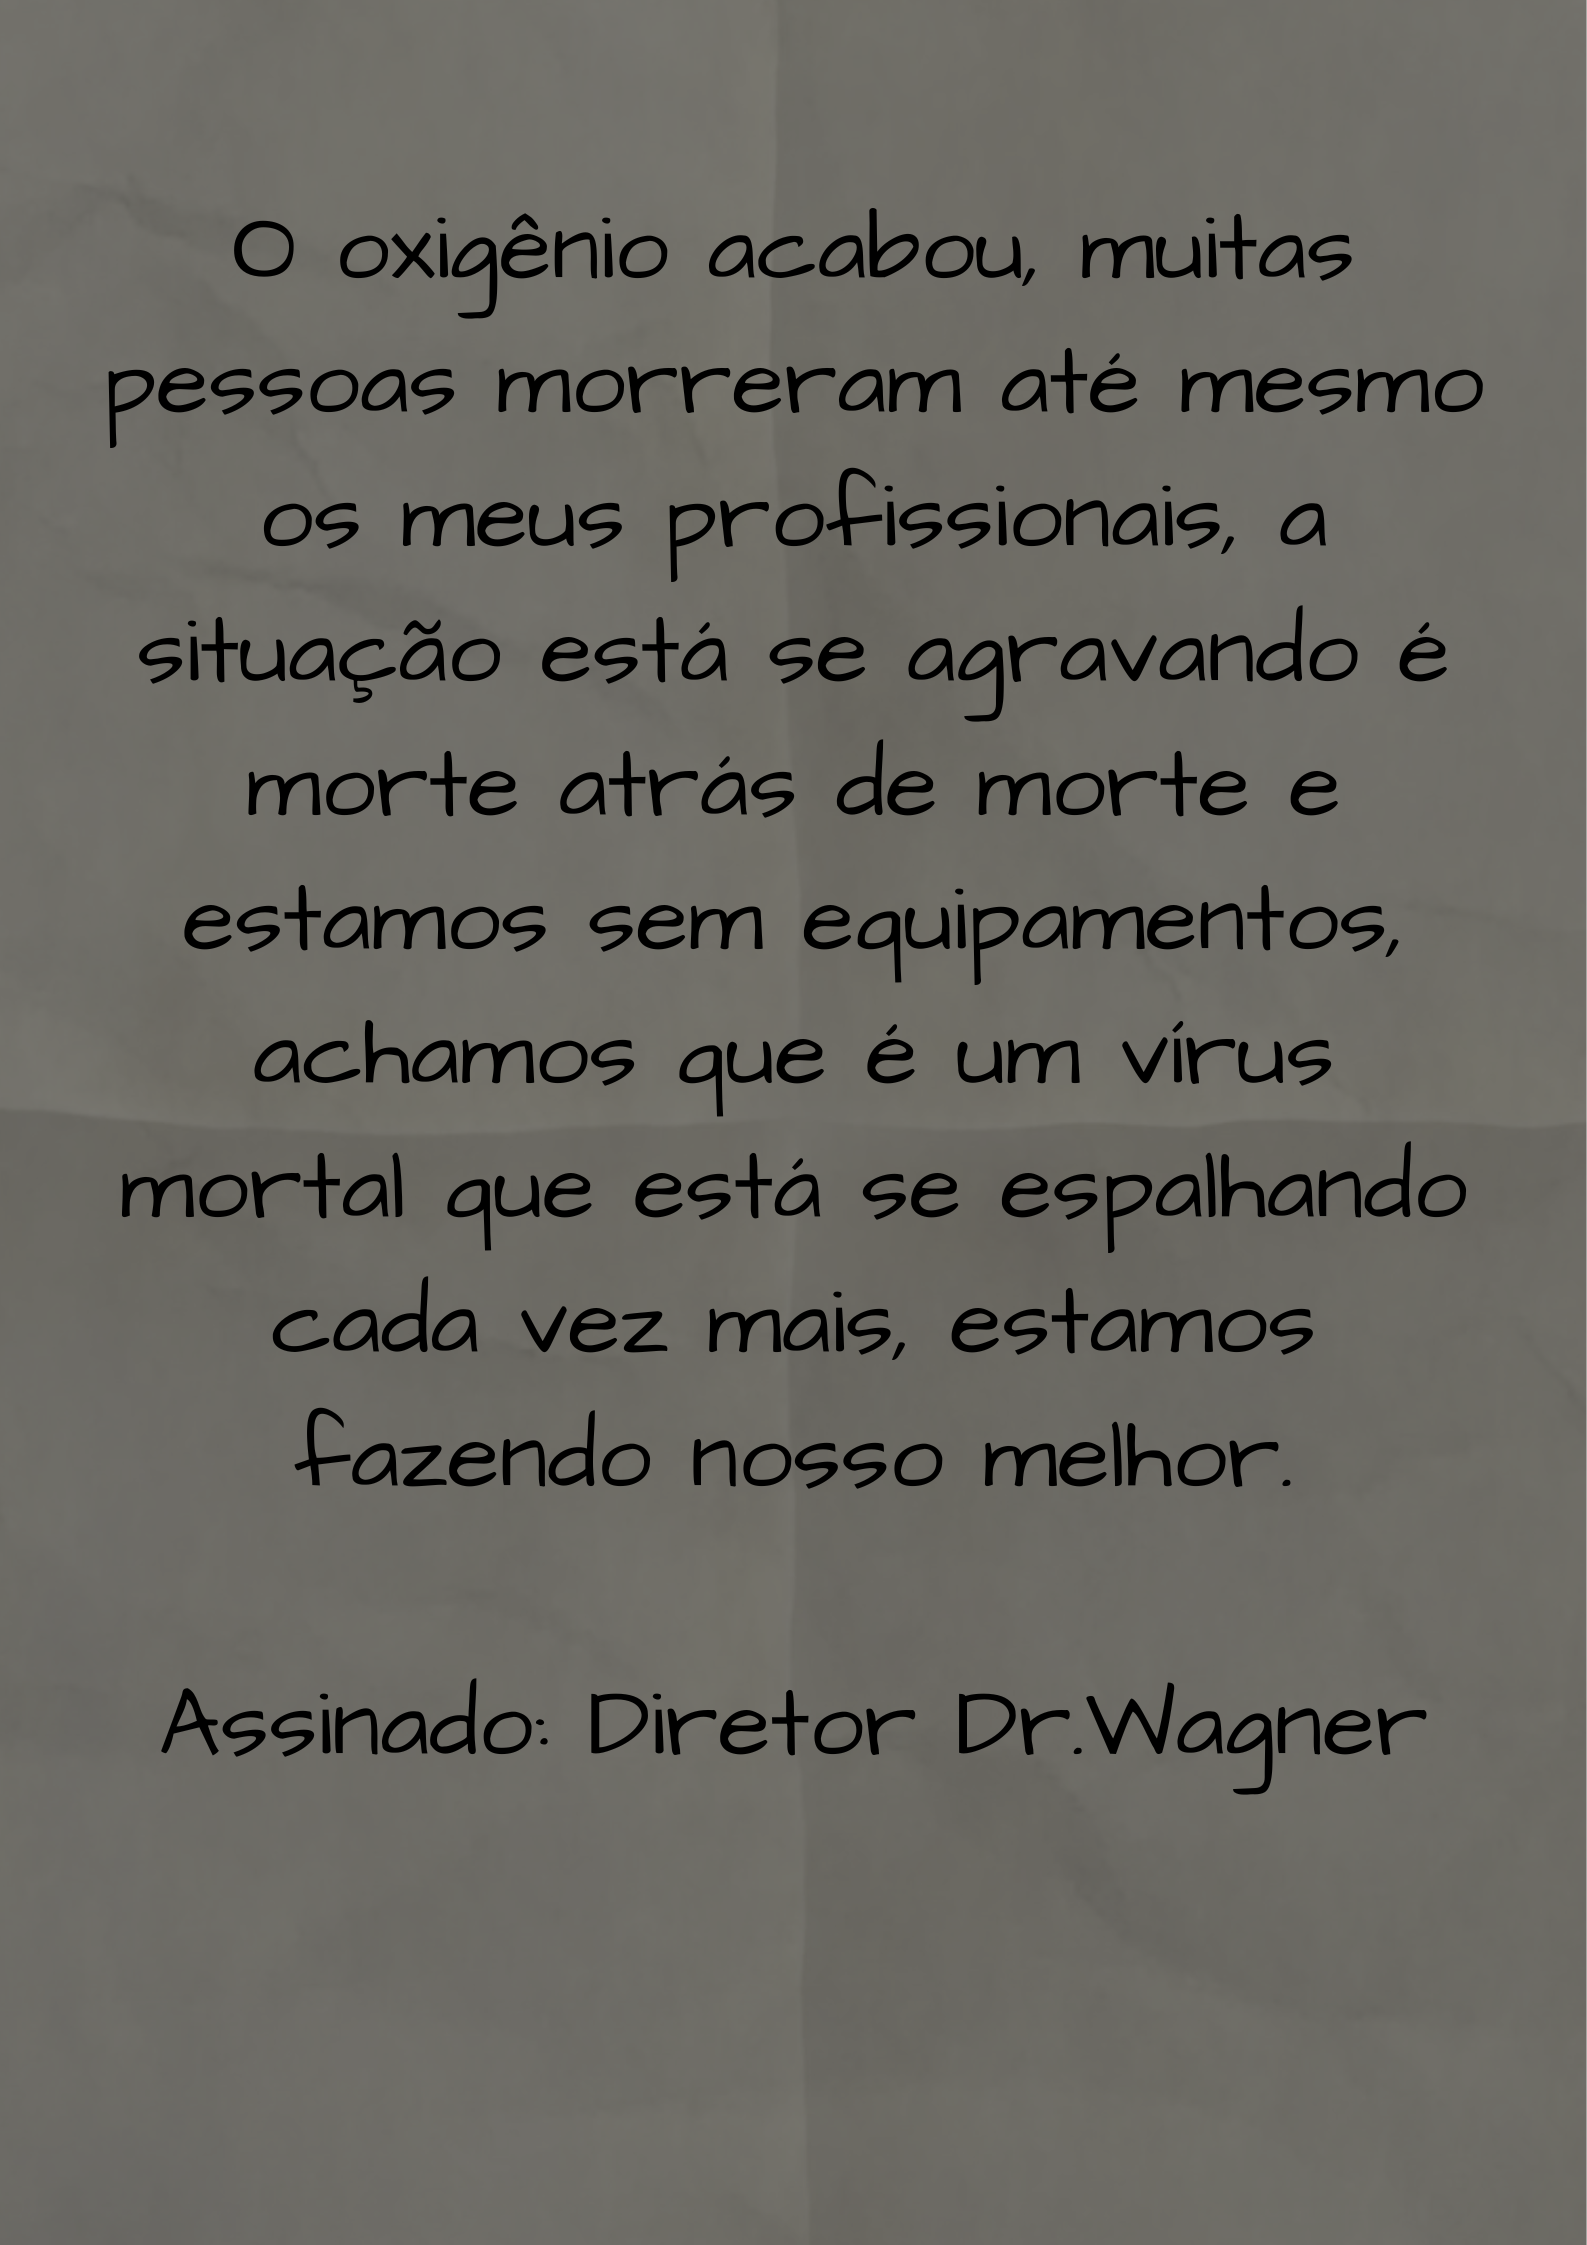 O oxigênio acabou, muitas
pessoas morreram até mesmo
os meus profissionais, a
situação está se agravando é
morte atrás de morte e
estamos sem equipamentos,
achamos que é um vírus
mortal que está se espalhando
cada vez mais, estamos
fazendo nosso melhor.
Assinado: Diretor Dr.Wagner